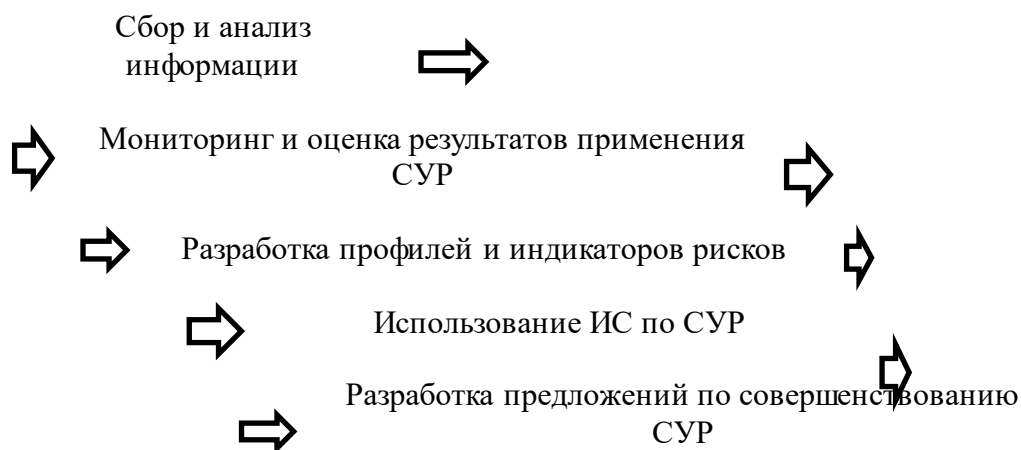 Сбор и анализ
информации
Мониторинг и оценка результатов применения
СУР
Разработка профилей и индикаторов рисков
Использование ИС по СУР
Разработка предложений по совершенствованию
СУР